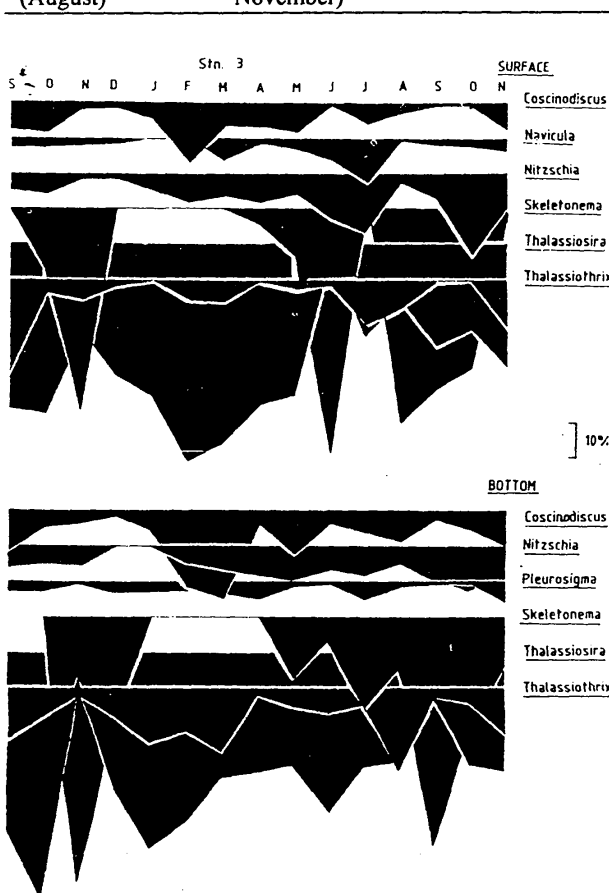 (August) November)
Stn. 3
SURFACE
S O N D J F M A M J J A S O N
Coscinodiscus
Navicula
Nitzschia
Skeletonema
Thalassiosira
Thalassiothrix
10%
BOTTOM
Coscinodiscus
Nitzschia
Pleurosigma
Skeletonema
Thalassiosira
Thalassiothrix